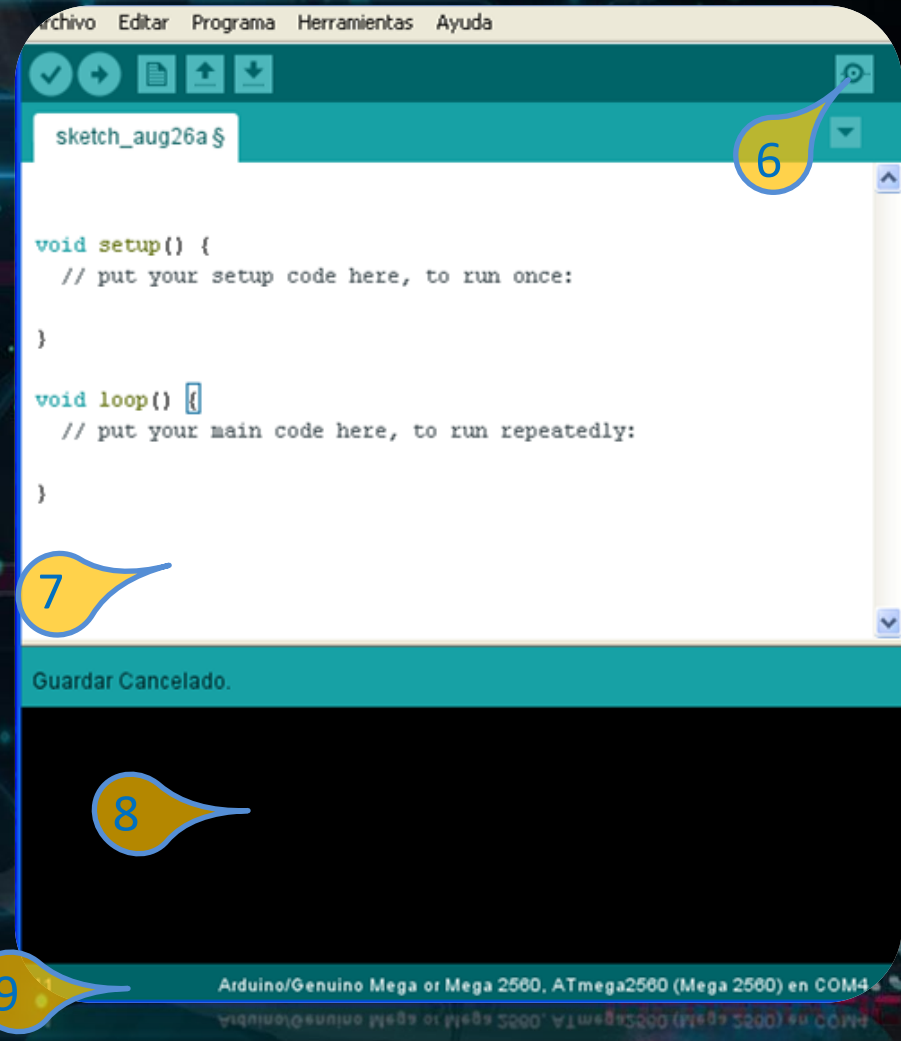 Archivo Editar Programa Herramientas Ayuda
sketch_aug26a §
6
void setup() {
// put your setup code here, to run once:
}
void loop() {
// put your main code here, to run repeatedly:
}
7
Guardar Cancelado.
8
9
Arduino/Genuino Mega or Mega 2560, ATmega2560 (Mega 2560) en COM4